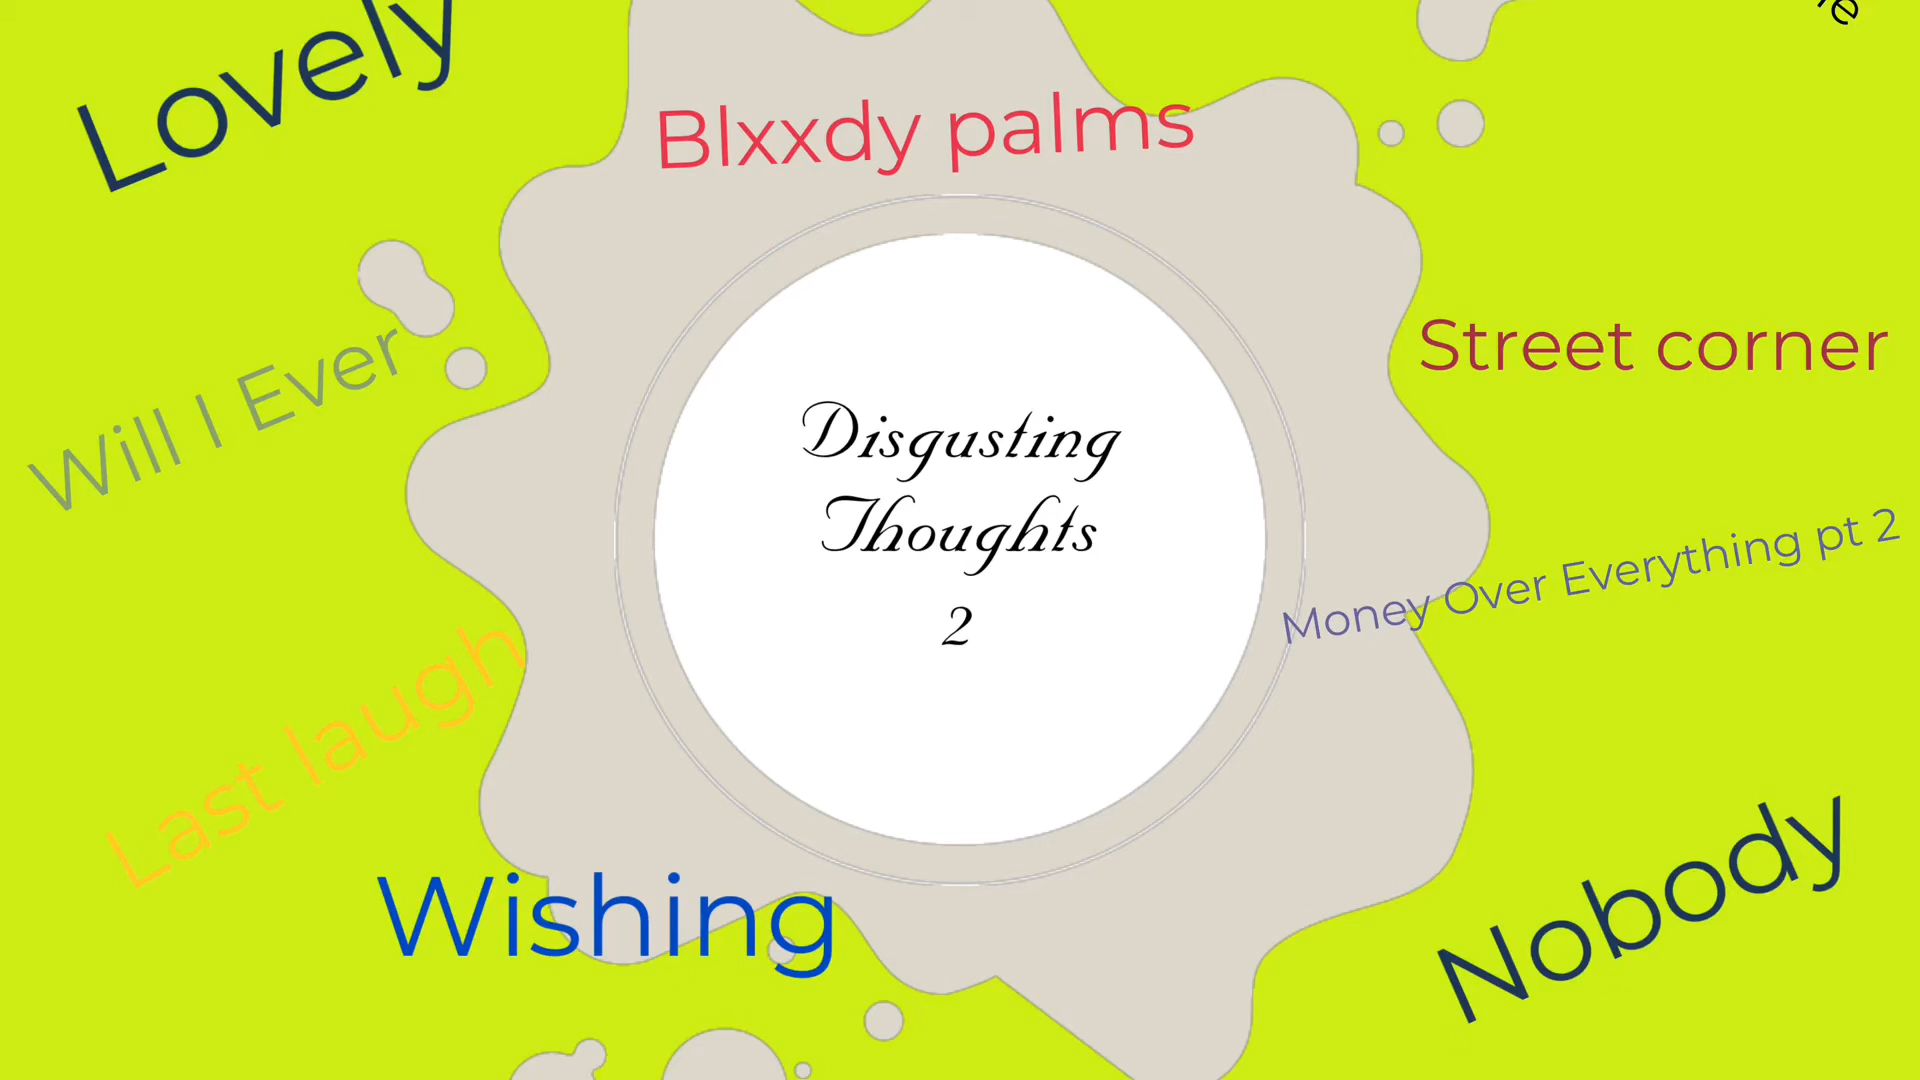 Lovely
Blxxdy palms
Street corner
Will I Ever
Disgusting
Thoughts
2
Money Over Everything pt 2
Last laugh
Wishing
Nobody